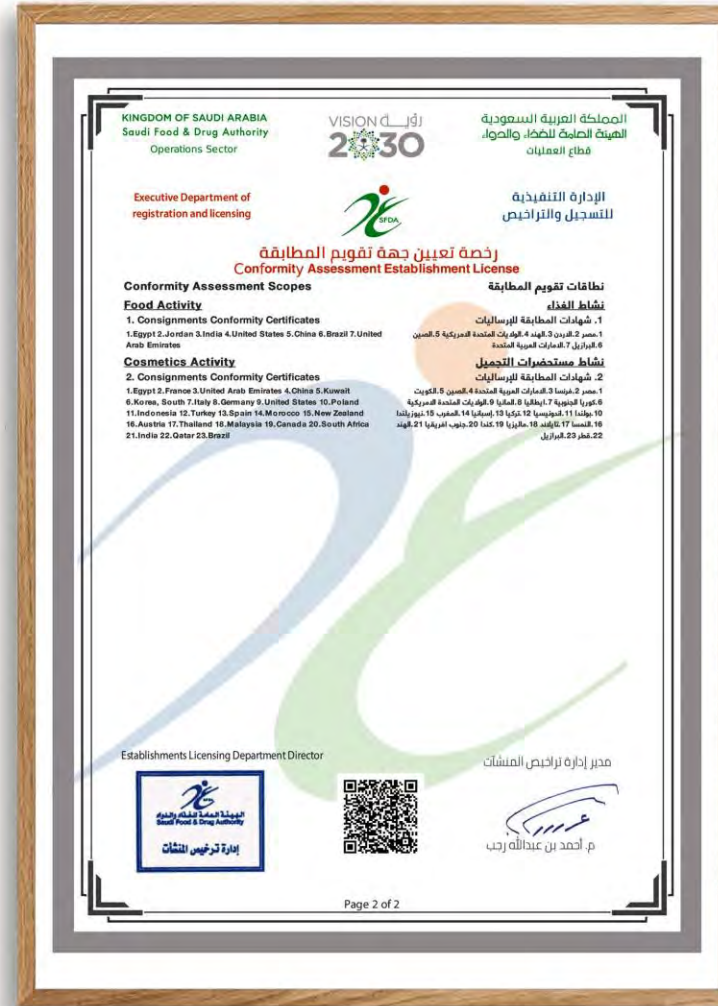 KINGDOM OF SAUDI ARABIA
Saudi Food & Drug Authority
Operations Sector
VISION رؤيــة
2030
المملكة العربية السعودية
الهيئة العامة للغذاء والدواء
قطاع العمليات
Executive Department of
registration and licensing
SFDA
الإدارة التنفيذية
للتسجيل والتراخيص
رخصة تعيين جهة تقويم المطابقة
Conformity Assessment Establishment License
Conformity Assessment Scopes
Food Activity
1. Consignments Conformity Certificates
1.Egypt 2.Jordan 3.India 4.United States 5.China 6.Brazil 7.United
Arab Emirates
Cosmetics Activity
2. Consignments Conformity Certificates
1.Egypt 2.France 3.United Arab Emirates 4.China 5.Kuwait
6.Korea, South 7.Italy 8.Germany 9.United States 10.Poland
11.Indonesia 12.Turkey 13.Spain 14.Morocco 15.New Zealand
16.Austria 17.Thailand 18.Malaysia 19.Canada 20.South Africa
21.India 22.Qatar 23.Brazil
نطاقات تقويم المطابقة
نشاط الغذاء
1. شهادات المطابقة للإرساليات
1.مصر 2.الاردن 3.الهند 4.الولايات المتحدة الامريكية 5.الصين
6.البرازيل 7.الامارات العربية المتحدة
نشاط مستحضرات التجميل
2. شهادات المطابقة للإرساليات
1.مصر 2.فرنسا 3.الامارات العربية المتحدة 4.الصين 5.الكويت
6.كوريا الجنوبية 7.ايطاليا 8.المانيا 9.الولايات المتحدة الامريكية
10.بولندا 11.اندونيسيا 12.تركيا 13.إسبانيا 14.المغرب 15.نيوزيلندا
16.النمسا 17.تايلاند 18.ماليزيا 19.كندا 20.جنوب افريقيا 21.الهند
22.قطر 23.البرازيل
Establishments Licensing Department Director
الهيئة العامة للغذاء والدواء
Saudi Food & Drug Authority
إدارة ترخيص المنشآت
مدير إدارة تراخيص المنشآت
م. أحمد بن عبدالله رجب
Page 2 of 2